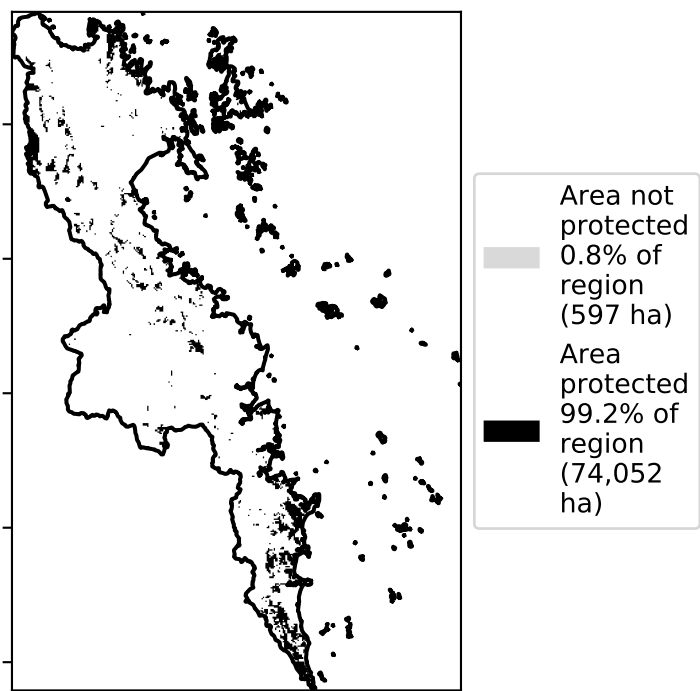 Area not
protected
0.8% of
region
(597 ha)
Area
protected
99.2% of
region
(74,052
ha)